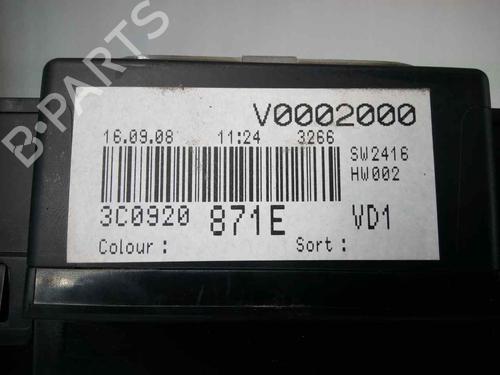 V0002000
16.09.08 11:24 3266
SW2416
HW002
3C0920 871E VD1
Colour : Sort :
B-PARTS